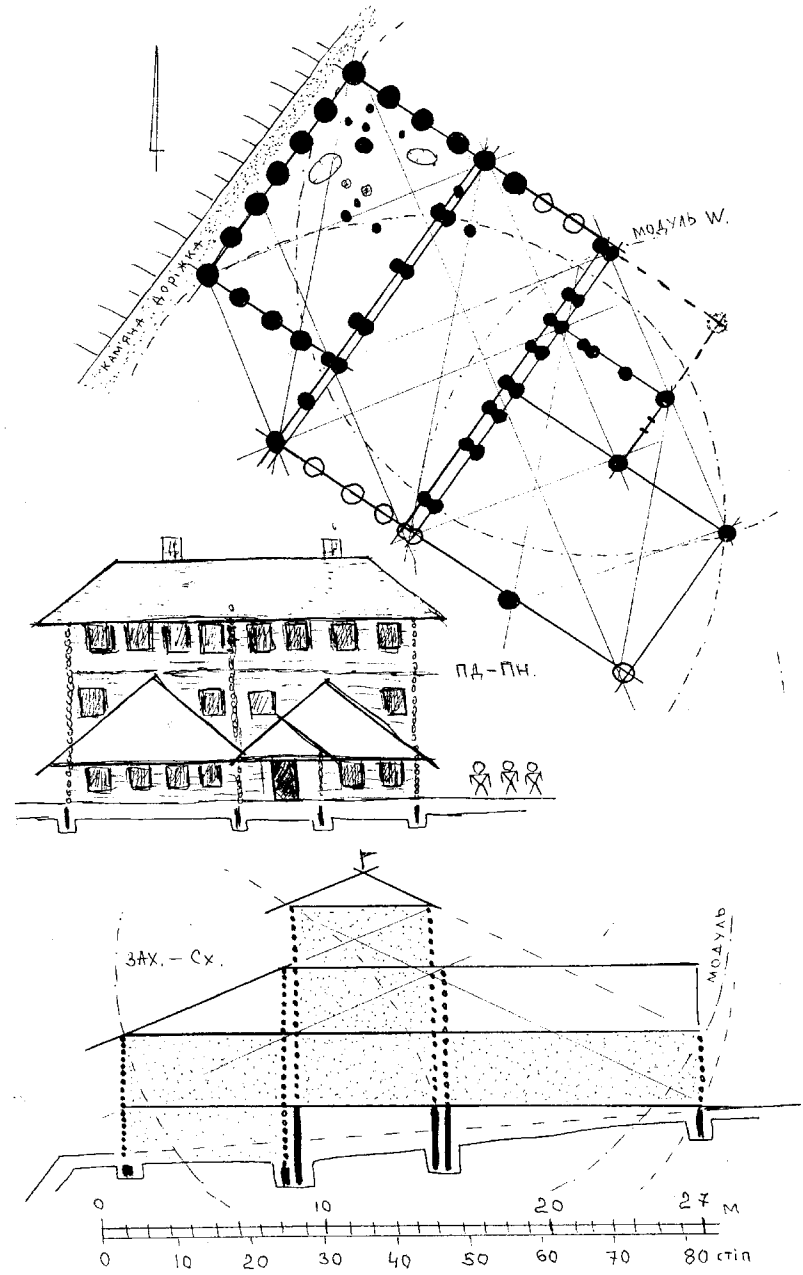 КАМ'ЯНА ДОРІЖКА
МОДУЛЬ W.
ПД-ПН.
ЗАХ.-Сх.
МОДУЛЬ
0 10 20 27 М
0 10 20 30 40 50 60 70 80 стіп